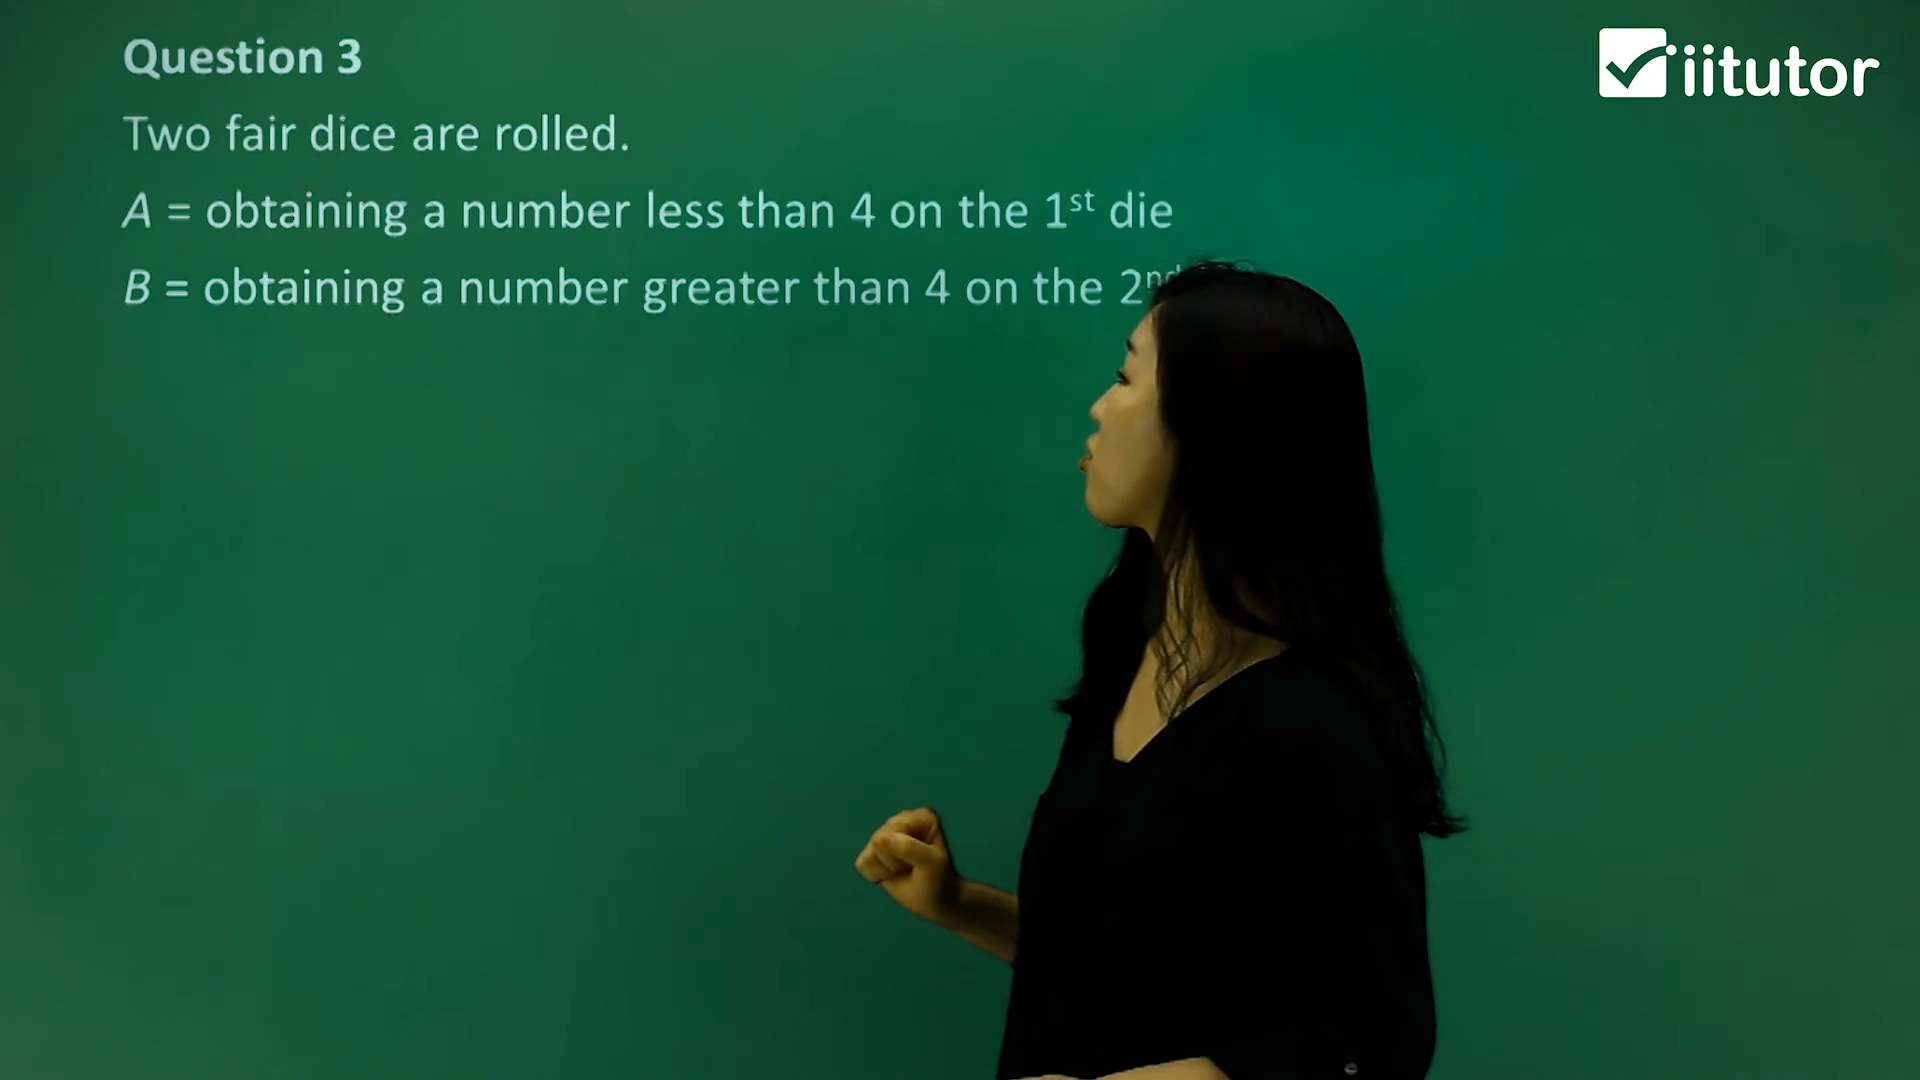 Question 3
iitutor
Two fair dice are rolled.
A = obtaining a number less than 4 on the 1st die
B = obtaining a number greater than 4 on the 2nd